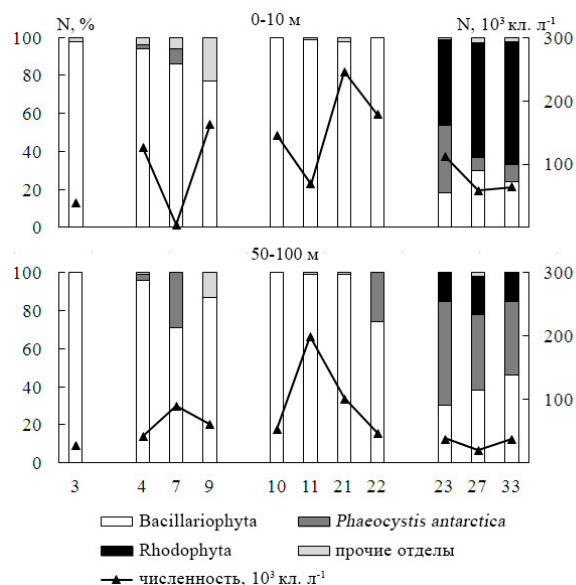 N, %
0-10 м
N, 10³ кл. л⁻¹
100
80
60
40
20
0
300
200
100
50-100 м
100
80
60
40
20
0
300
200
100
3 4 7 9 10 11 21 22 23 27 33
Bacillariophyta
Phaeocystis antarctica
Rhodophyta
прочие отделы
численность, 10³ кл. л⁻¹